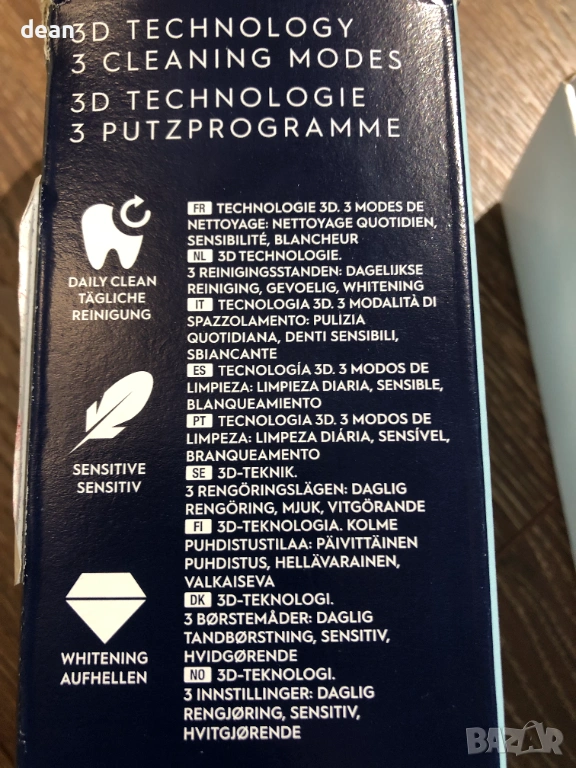 dean
3D TECHNOLOGY
3 CLEANING MODES
3D TECHNOLOGIE
3 PUTZPROGRAMME
DAILY CLEAN
TÄGLICHE
REINIGUNG
SENSITIVE
SENSITIV
WHITENING
AUFHELLEN
FR TECHNOLOGIE 3D. 3 MODES DE
NETTOYAGE: NETTOYAGE QUOTIDIEN,
SENSIBILITÉ, BLANCHEUR
NL 3D TECHNOLOGIE.
3 REINIGINGSSTANDEN: DAGELIJKSE
REINIGING, GEVOELIG, WHITENING
IT TECNOLOGIA 3D. 3 MODALITÀ DI
SPAZZOLAMENTO: PULIZIA
QUOTIDIANA, DENTI SENSIBILI,
SBIANCANTE
ES TECNOLOGÍA 3D. 3 MODOS DE
LIMPIEZA: LIMPIEZA DIARIA, SENSIBLE,
BLANQUEAMIENTO
PT TECNOLOGIA 3D. 3 MODOS DE
LIMPEZA: LIMPEZA DIÁRIA, SENSÍVEL,
BRANQUEAMENTO
SE 3D-TEKNIK.
3 RENGÖRINGSLÄGEN: DAGLIG
RENGÖRING, MJUK, VITGÖRANDE
FI 3D-TEKNOLOGIA. KOLME
PUHDISTUSTILAA: PÄIVITTÄINEN
PUHDISTUS, HELLÄVARAINEN,
VALKAISEVA
DK 3D-TEKNOLOGI.
3 BØRSTEMÅDER: DAGLIG
TANDBØRSTNING, SENSITIV,
HVIDGØRENDE
NO 3D-TEKNOLOGI.
3 INNSTILLINGER: DAGLIG
RENGJØRING, SENSITIV,
HVITGJØRENDE
BAZAR